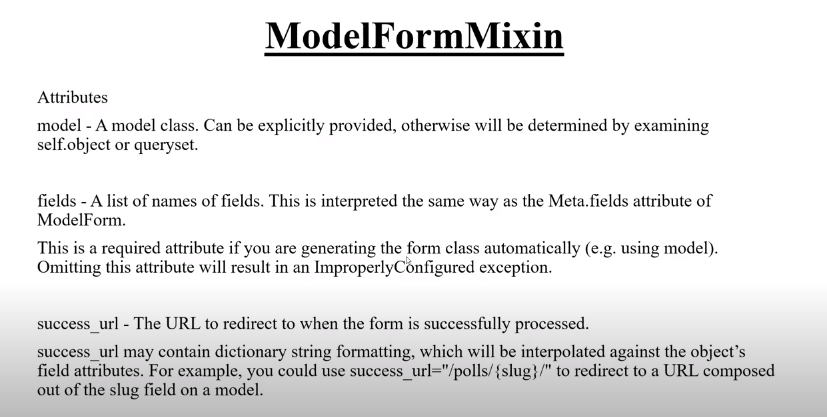 ModelFormMixin
Attributes
model - A model class. Can be explicitly provided, otherwise will be determined by examining
self.object or queryset.
fields - A list of names of fields. This is interpreted the same way as the Meta.fields attribute of
ModelForm.
This is a required attribute if you are generating the form class automatically (e.g. using model).
Omitting this attribute will result in an ImproperlyConfigured exception.
success_url - The URL to redirect to when the form is successfully processed.
success_url may contain dictionary string formatting, which will be interpolated against the object’s
field attributes. For example, you could use success_url="/polls/{slug}/" to redirect to a URL composed
out of the slug field on a model.